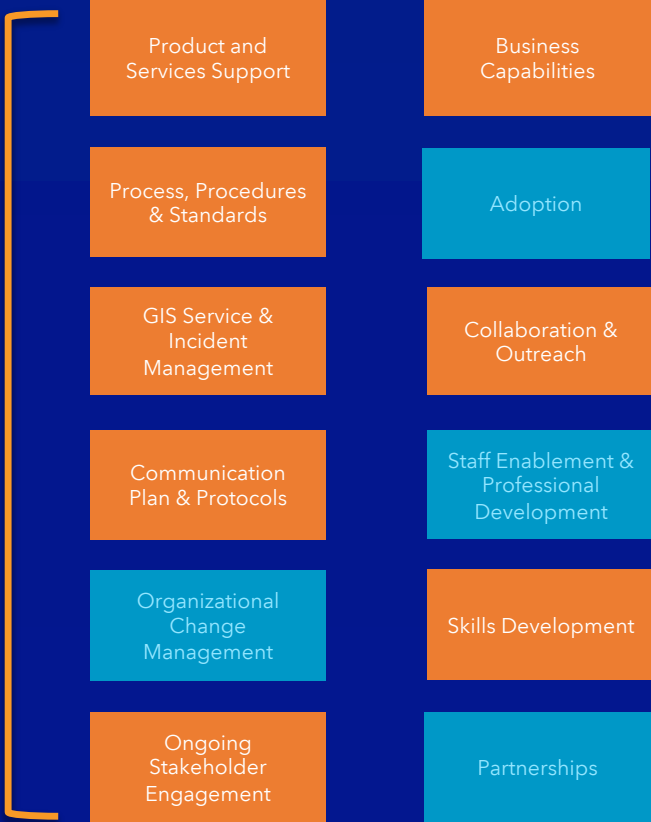 Product and
Services Support
Business
Capabilities
Process, Procedures
& Standards
Adoption
GIS Service &
Incident
Management
Collaboration &
Outreach
Communication
Plan & Protocols
Staff Enablement &
Professional
Development
Organizational
Change
Management
Skills Development
Ongoing
Stakeholder
Engagement
Partnerships